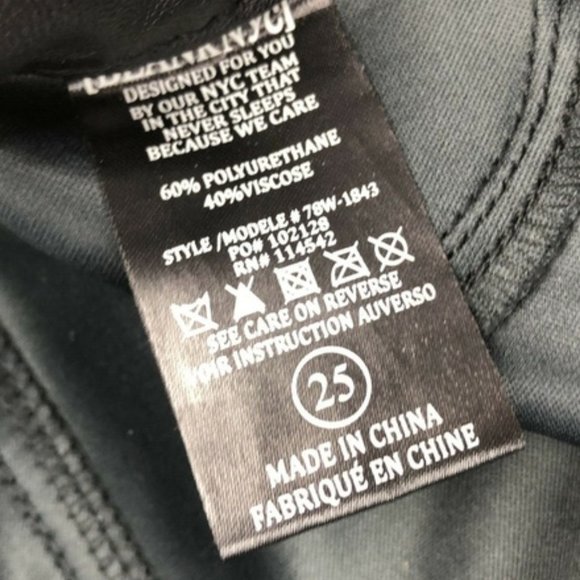 [BLANKNYC]
DESIGNED FOR YOU
BY OUR NYC TEAM
IN THE CITY THAT
NEVER SLEEPS
BECAUSE WE CARE
60% POLYURETHANE
40%VISCOSE
STYLE /MODELE # 78W-1843
PO# 102128
RN# 114542
SEE CARE ON REVERSE
VOIR INSTRUCTION AUVERSO
25
MADE IN CHINA
FABRIQUÉ EN CHINE